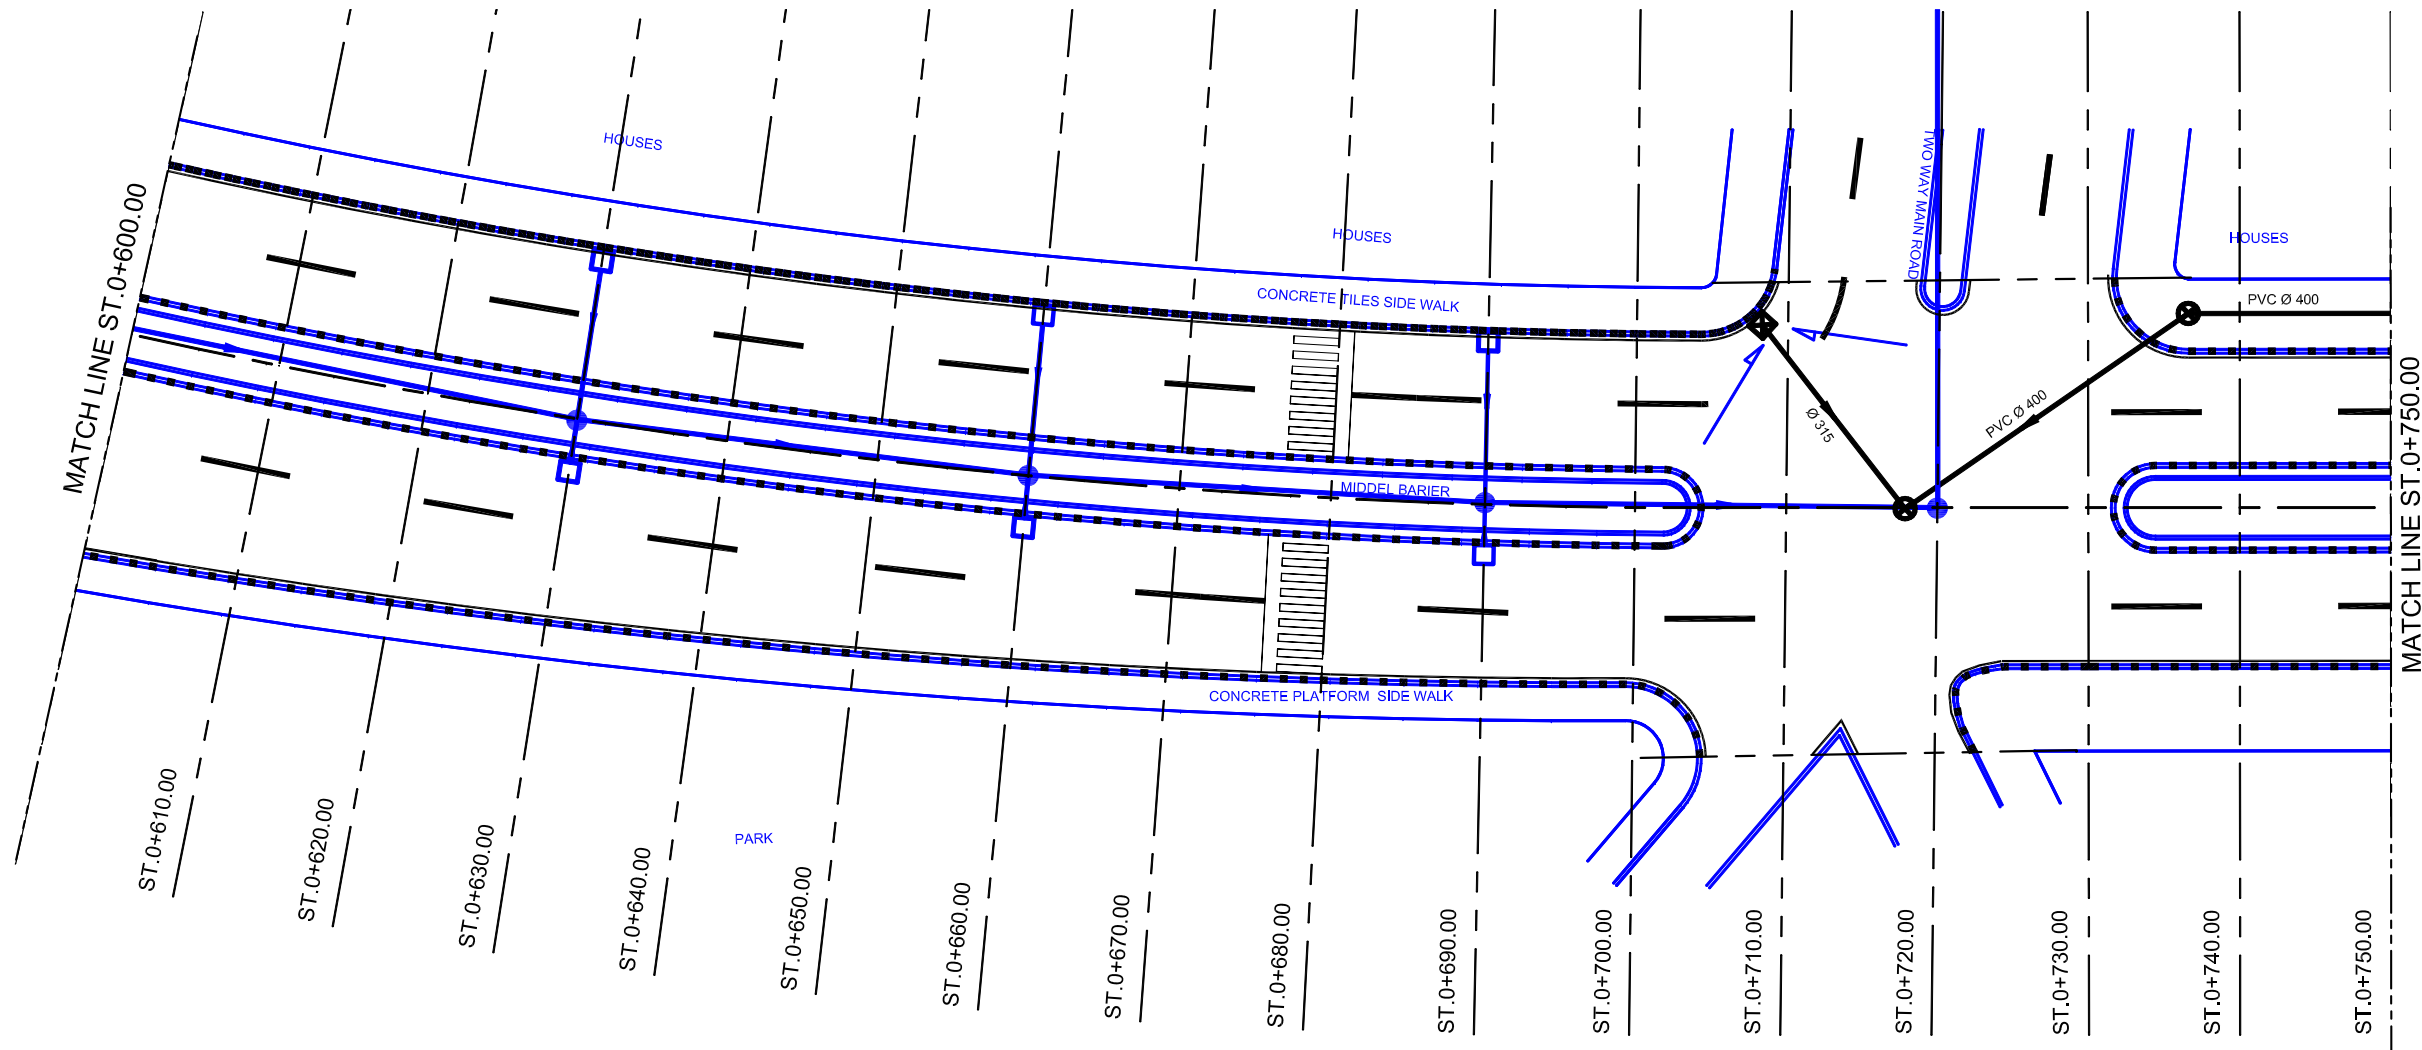 HOUSES
TWO WAY MAIN ROAD
MATCH LINE ST.0+600.00
HOUSES
HOUSES
CONCRETE TILES SIDE WALK
PVC Ø 400
Ø 315
PVC Ø 400
MATCH LINE ST.0+750.00
MIDDEL BARIER
CONCRETE PLATFORM SIDE WALK
PARK
ST.0+610.00
ST.0+620.00
ST.0+630.00
ST.0+640.00
ST.0+650.00
ST.0+660.00
ST.0+670.00
ST.0+680.00
ST.0+690.00
ST.0+700.00
ST.0+710.00
ST.0+720.00
ST.0+730.00
ST.0+740.00
ST.0+750.00